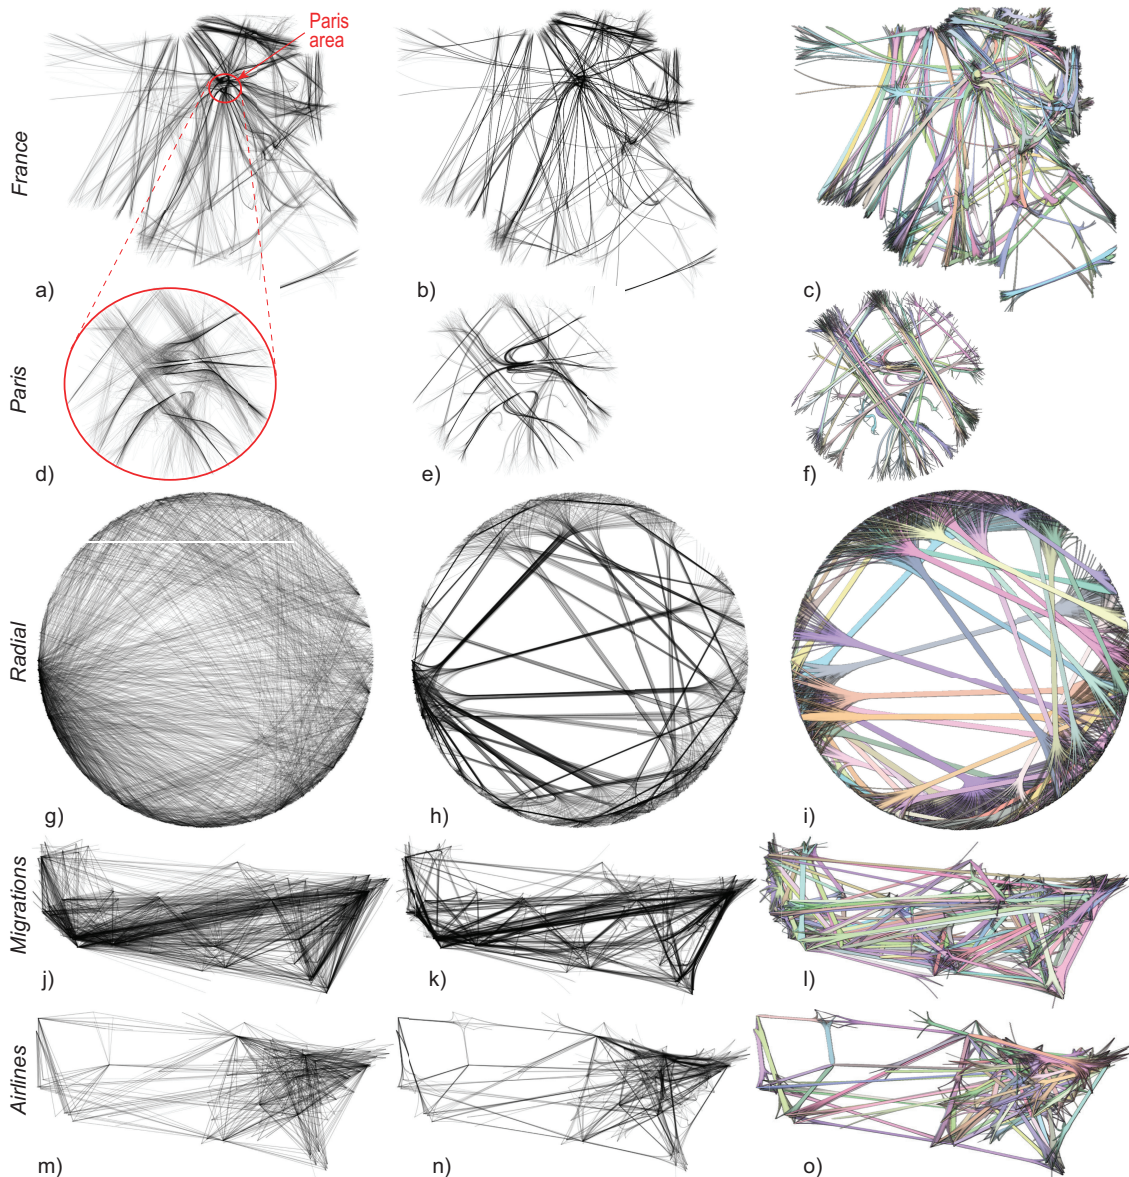 Paris
area
France
a)
b)
c)
Paris
d)
e)
f)
Radial
g)
h)
i)
Migrations
j)
k)
l)
Airlines
m)
n)
o)